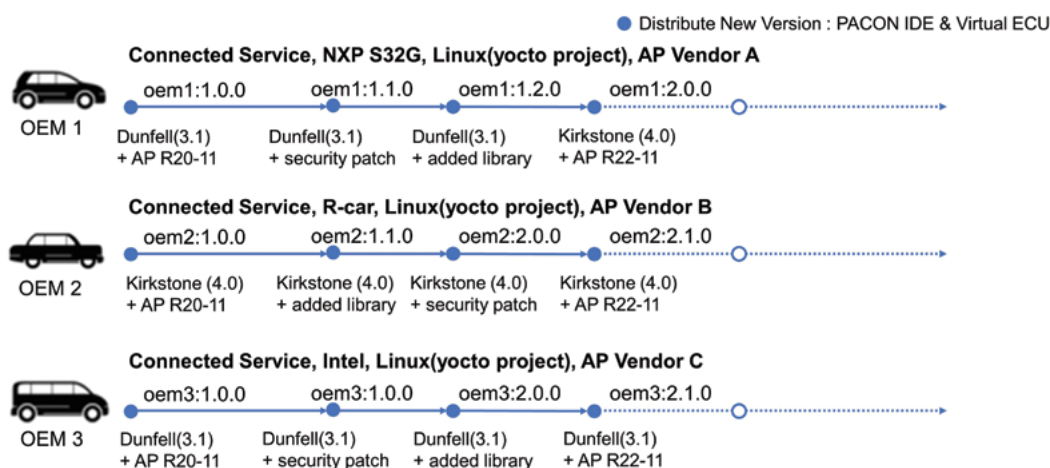 Distribute New Version : PACON IDE & Virtual ECU
Connected Service, NXP S32G, Linux(yocto project), AP Vendor A
oem1:1.0.0 oem1:1.1.0 oem1:1.2.0 oem1:2.0.0
OEM 1
Dunfell(3.1) Dunfell(3.1) Dunfell(3.1) Kirkstone (4.0)
+ AP R20-11 + security patch + added library + AP R22-11
Connected Service, R-car, Linux(yocto project), AP Vendor B
oem2:1.0.0 oem2:1.1.0 oem2:2.0.0 oem2:2.1.0
OEM 2
Kirkstone (4.0) Kirkstone (4.0) Kirkstone (4.0) Kirkstone (4.0)
+ AP R20-11 + added library + security patch + AP R22-11
Connected Service, Intel, Linux(yocto project), AP Vendor C
oem3:1.0.0 oem3:1.0.0 oem3:2.0.0 oem3:2.1.0
OEM 3
Dunfell(3.1) Dunfell(3.1) Dunfell(3.1) Dunfell(3.1)
+ AP R20-11 + security patch + added library + AP R22-11